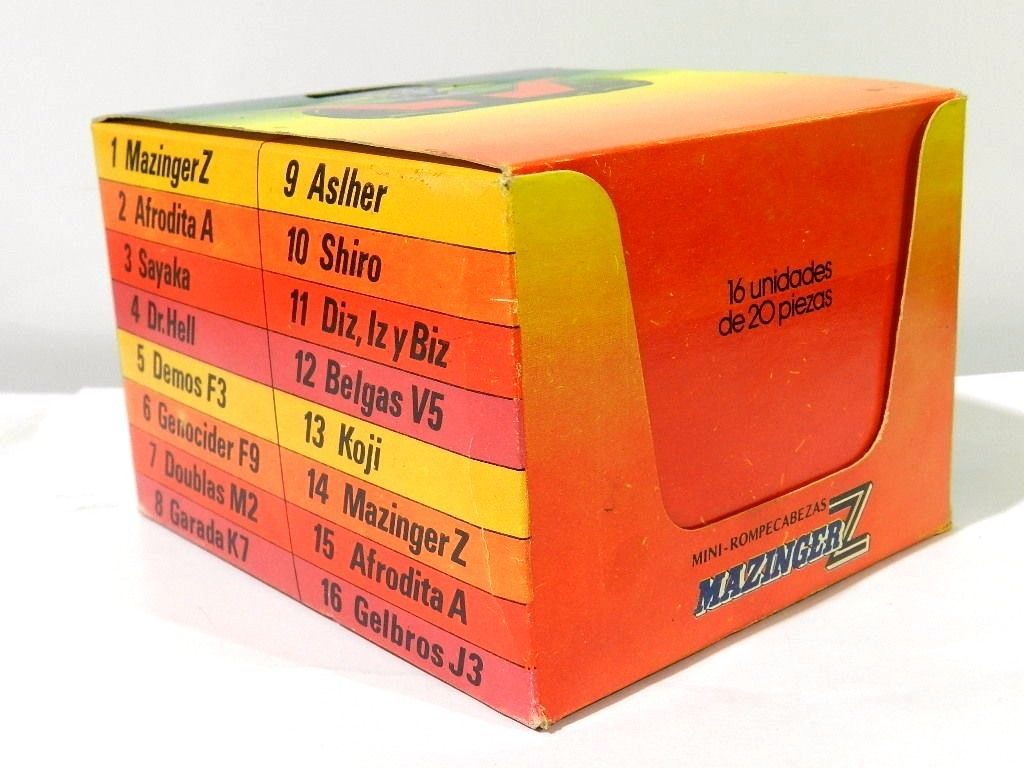 1 Mazinger Z
2 Afrodita A
3 Sayaka
4 Dr.Hell
5 Demos F3
6 Genocider F9
7 Doublas M2
8 Garada K7
9 Aslher
10 Shiro
11 Diz, Iz y Biz
12 Belgas V5
13 Koji
14 Mazinger Z
15 Afrodita A
16 Gelbros J3
16 unidades
de 20 piezas
MINI-ROMPECABEZAS
MAZINGER Z